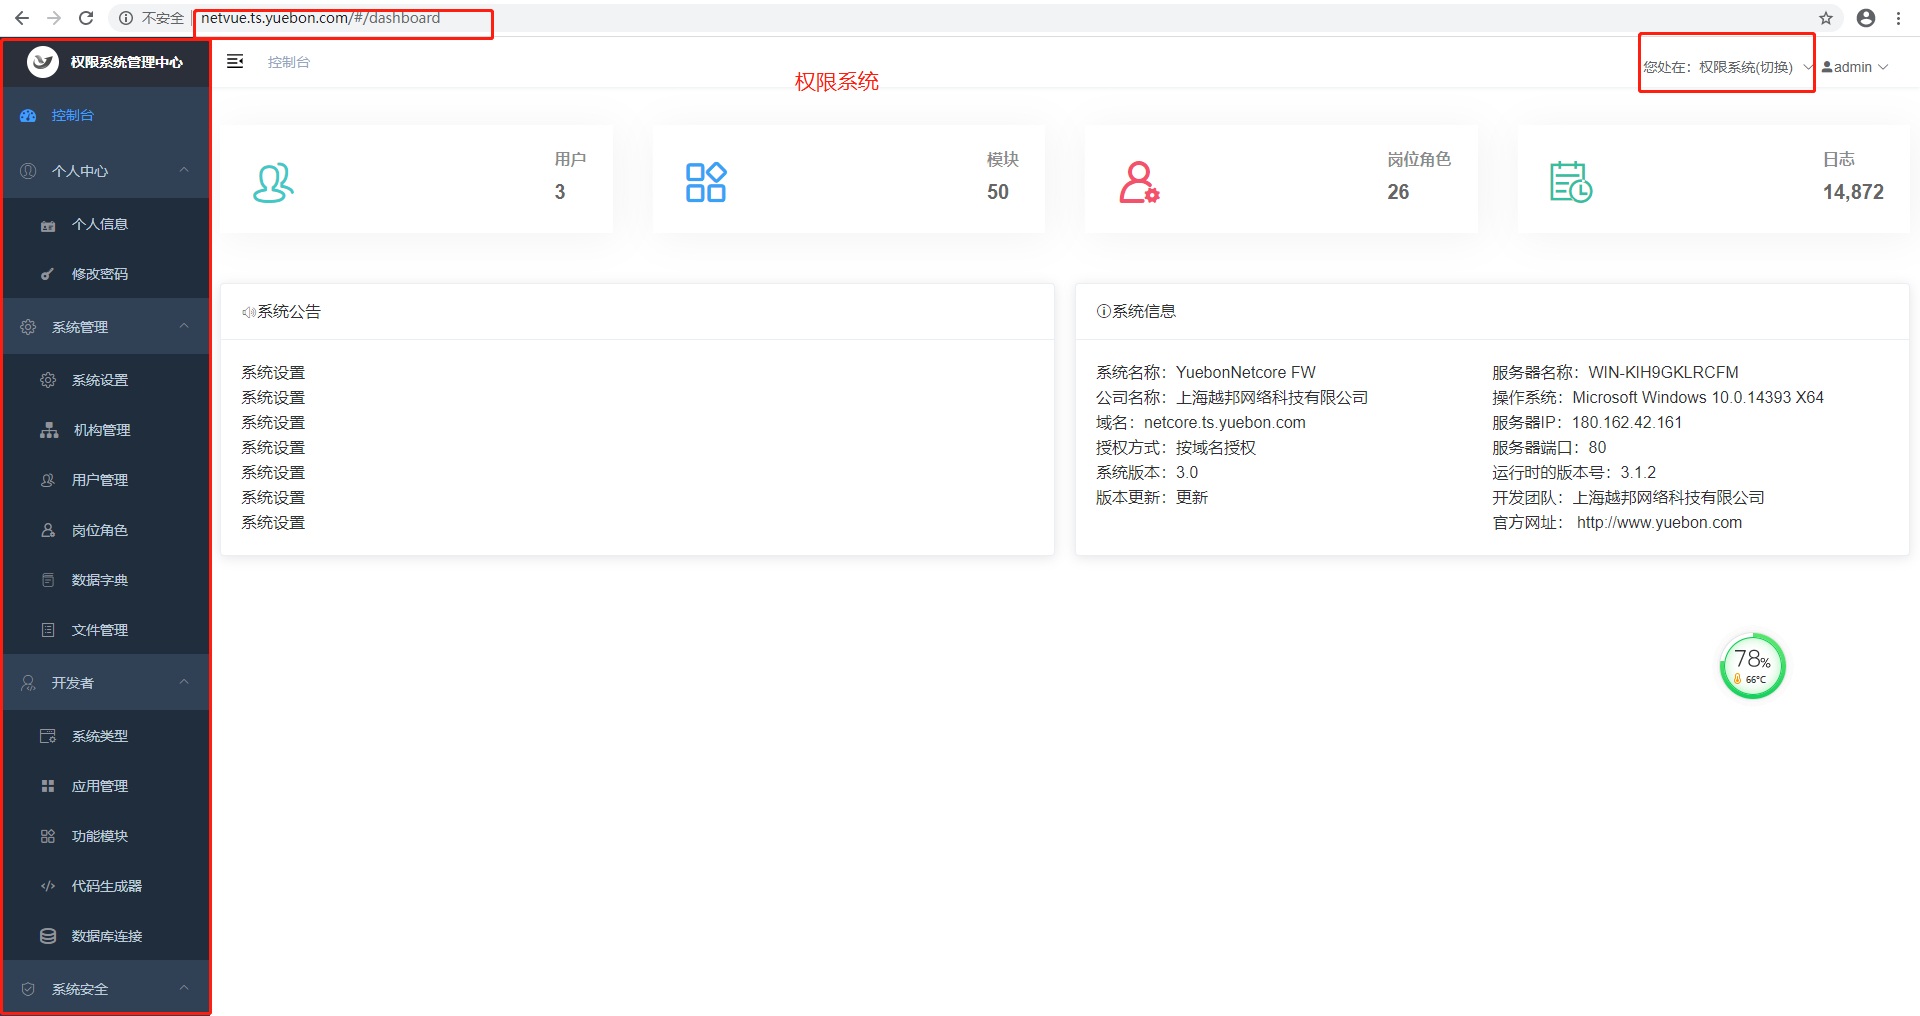 不安全 netvue.ts.yuebon.com/#/dashboard
权限系统管理中心
控制台
权限系统
您处在：权限系统(切换)
admin
控制台
个人中心
个人信息
修改密码
系统管理
系统设置
机构管理
用户管理
岗位角色
数据字典
文件管理
开发者
系统类型
应用管理
功能模块
代码生成器
数据库连接
系统安全
用户
3
模块
50
岗位角色
26
日志
14,872
系统公告
系统设置
系统设置
系统设置
系统设置
系统设置
系统设置
系统设置
系统信息
系统名称：YuebonNetcore FW
公司名称：上海越邦网络科技有限公司
域名：netcore.ts.yuebon.com
授权方式：按域名授权
系统版本：3.0
版本更新：更新
服务器名称：WIN-KIH9GKLRCFM
操作系统：Microsoft Windows 10.0.14393 X64
服务器IP：180.162.42.161
服务器端口：80
运行时的版本号：3.1.2
开发团队：上海越邦网络科技有限公司
官方网址： http://www.yuebon.com
78%
66°C